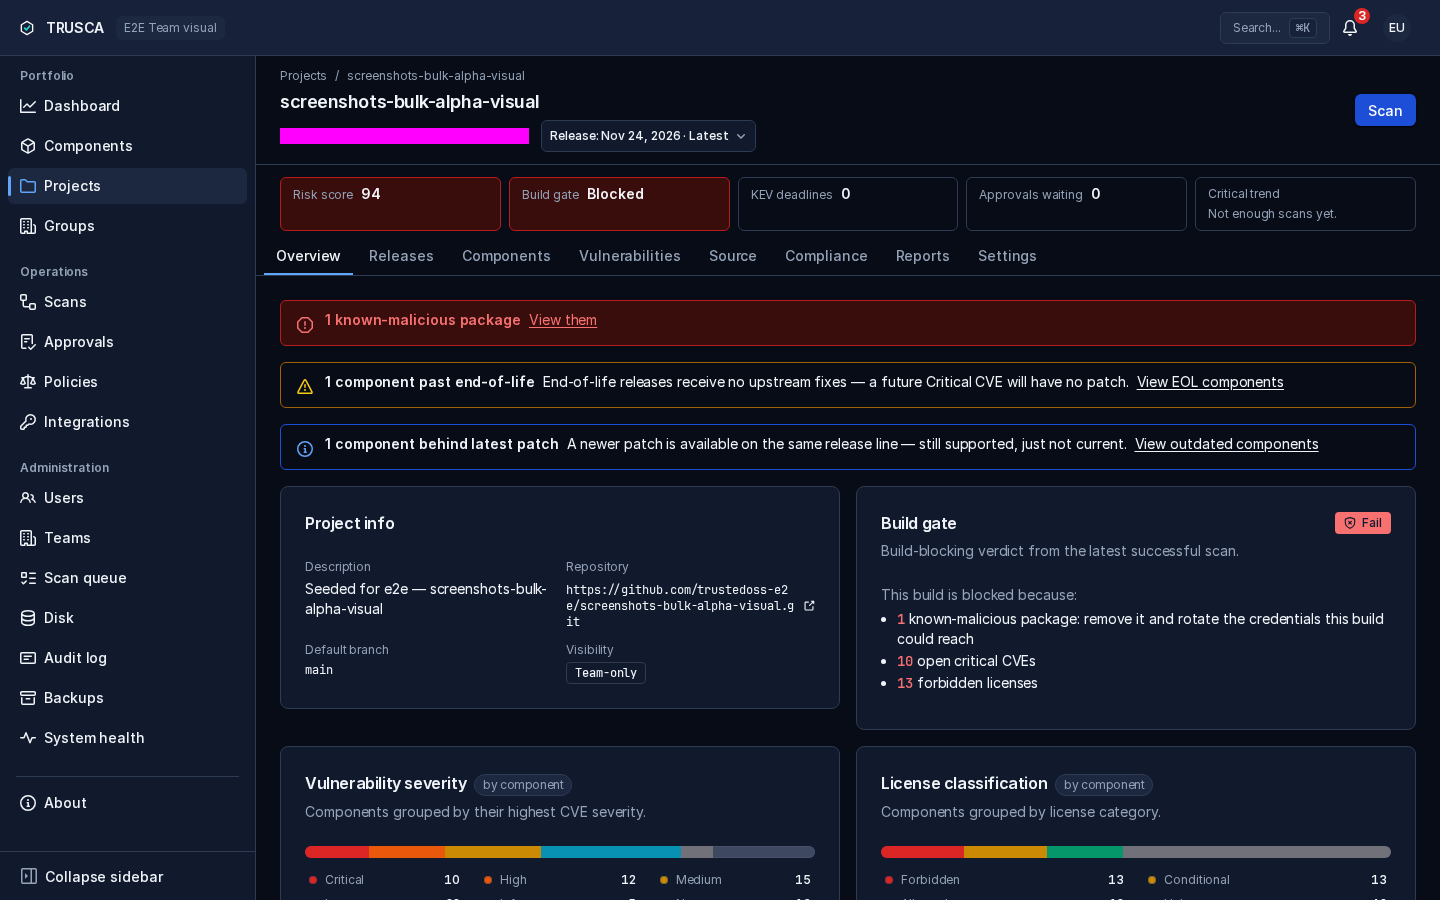 TRUSCA
E2E Team visual
Search...
⌘K
3
EU
Portfolio
Dashboard
Components
Projects
Groups
Operations
Scans
Approvals
Policies
Integrations
Administration
Users
Teams
Scan queue
Disk
Audit log
Backups
System health
About
Collapse sidebar
Projects / screenshots-bulk-alpha-visual
screenshots-bulk-alpha-visual
Release: Nov 24, 2026 · Latest
Scan
Risk score 94
Build gate Blocked
KEV deadlines 0
Approvals waiting 0
Critical trend
Not enough scans yet.
Overview
Releases
Components
Vulnerabilities
Source
Compliance
Reports
Settings
1 known-malicious package View them
1 component past end-of-life End-of-life releases receive no upstream fixes — a future Critical CVE will have no patch. View EOL components
1 component behind latest patch A newer patch is available on the same release line — still supported, just not current. View outdated components
Project info
Description
Seeded for e2e — screenshots-bulk-
alpha-visual
Repository
https://github.com/trustedoss-e2
e/screenshots-bulk-alpha-visual.g
it
Default branch
main
Visibility
Team-only
Build gate
Fail
Build-blocking verdict from the latest successful scan.
This build is blocked because:
1 known-malicious package: remove it and rotate the credentials this build
could reach
10 open critical CVEs
13 forbidden licenses
Vulnerability severity by component
Components grouped by their highest CVE severity.
Critical 10
High 12
Medium 15
License classification by component
Components grouped by license category.
Forbidden 13
Conditional 13